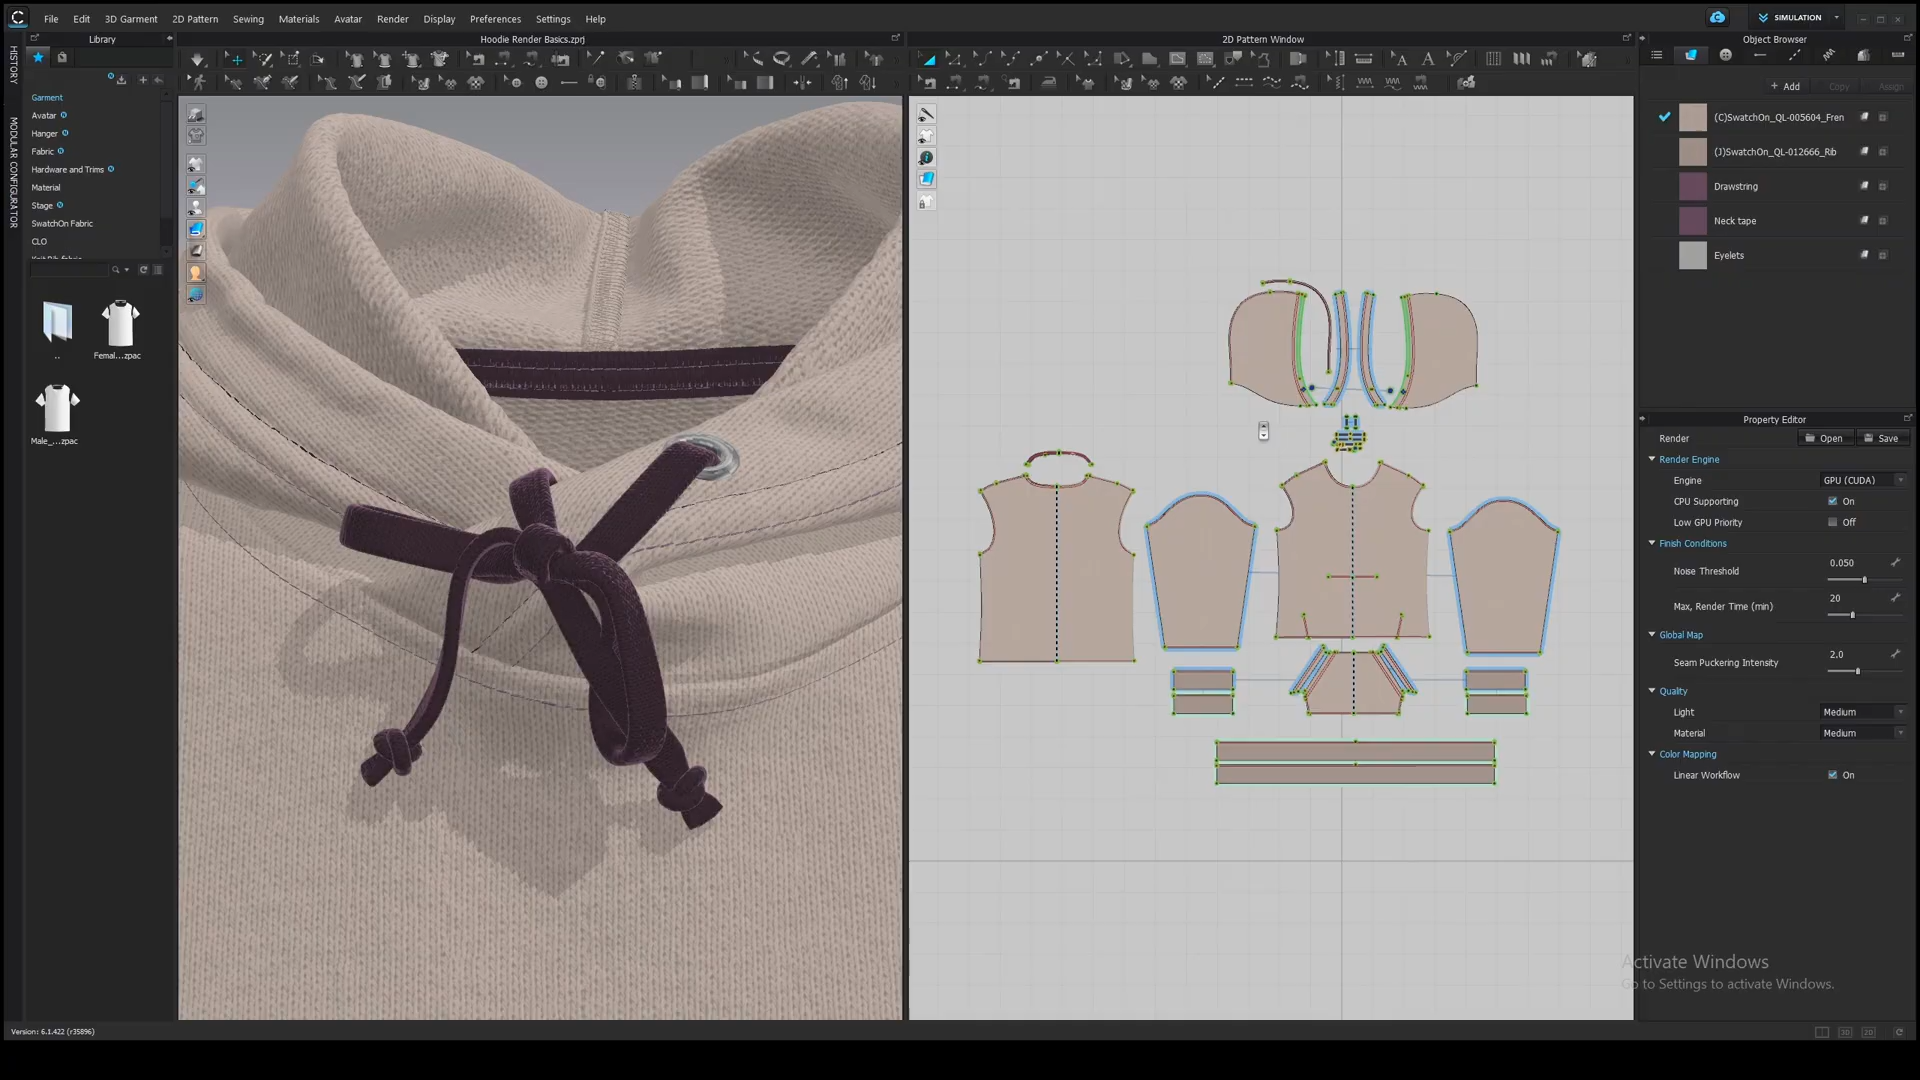 File Edit 3D Garment 2D Pattern Sewing Materials Avatar Render Display Preferences Settings Help
SIMULATION
HISTORY
MODULAR CONFIGURATOR
Library
Hoodie Render Basics.zprj
2D Pattern Window
Object Browser
Garment
Avatar
Hanger
Fabric
Hardware and Trims
Material
Stage
SwatchOn Fabric
CLO
..
Femal...zpac
Male_...zpac
+ Add Copy Assign
(C)SwatchOn_QL-005604_Fren
(J)SwatchOn_QL-012666_Rib
Drawstring
Neck tape
Eyelets
Property Editor
Render Open Save
Render Engine
Engine GPU (CUDA)
CPU Supporting On
Low GPU Priority Off
Finish Conditions
Noise Threshold 0.050
Max, Render Time (min) 20
Global Map
Seam Puckering Intensity 2.0
Quality
Light Medium
Material Medium
Color Mapping
Linear Workflow On
Activate Windows
Go to Settings to activate Windows.
Version: 6.1.422 (r35896)
3D 2D